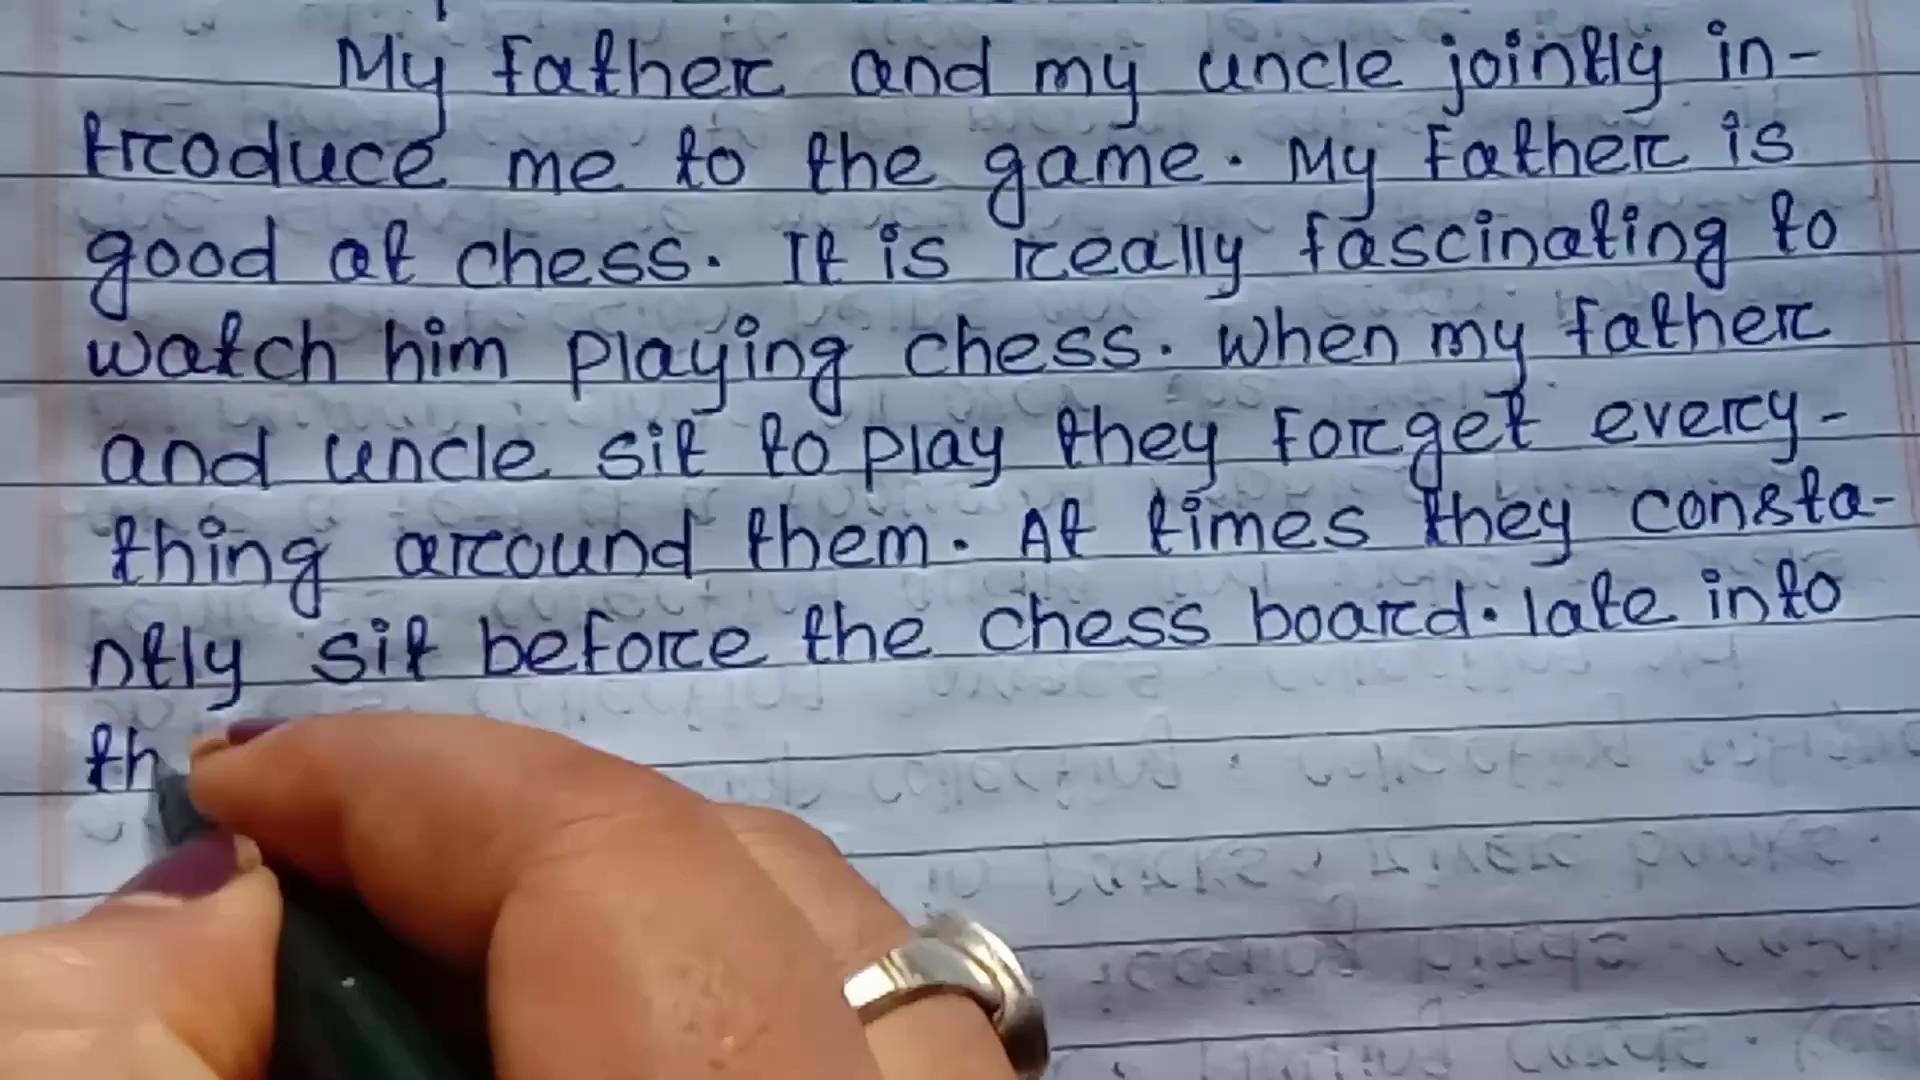 My father and my uncle jointly in-
troduce me to the game. My Father is
good at chess. It is really fascinating to
watch him playing chess. When my father
and uncle sit to play they forget every-
thing around them. At times they consta-
ntly sit before the chess board. late into
th